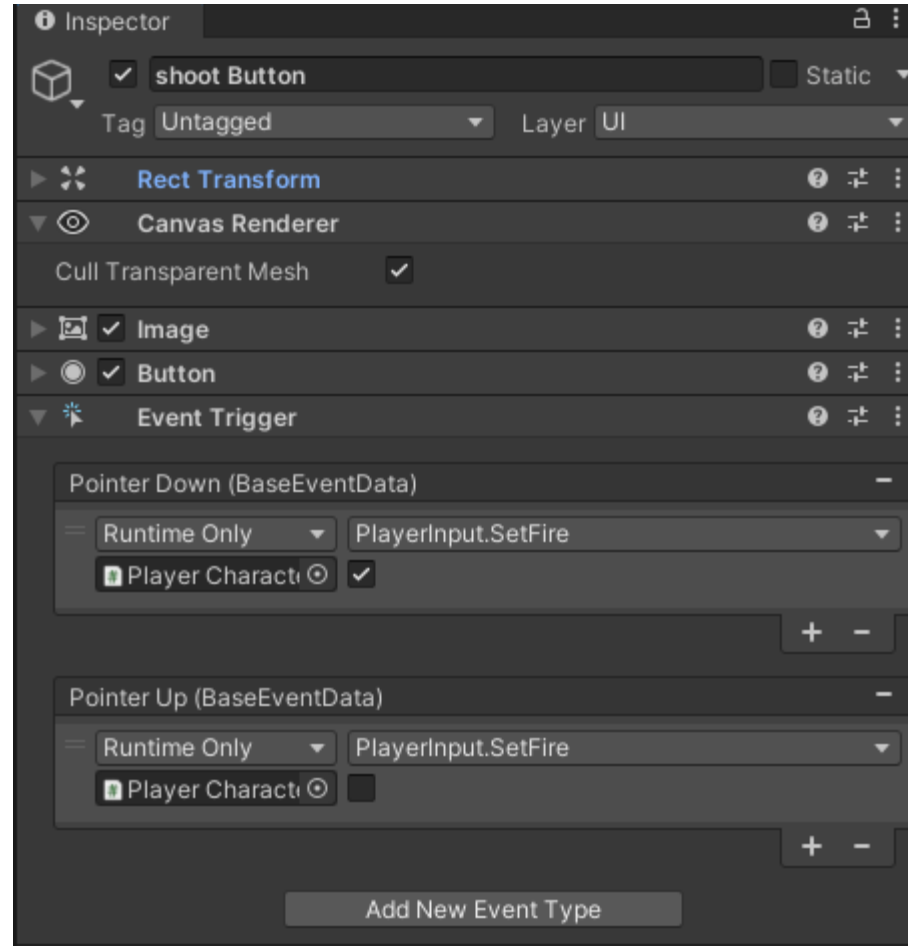 Inspector
shoot Button Static
Tag Untagged Layer UI
Rect Transform
Canvas Renderer
Cull Transparent Mesh
Image
Button
Event Trigger
Pointer Down (BaseEventData)
Runtime Only PlayerInput.SetFire
Player Characte
Pointer Up (BaseEventData)
Runtime Only PlayerInput.SetFire
Player Characte
Add New Event Type